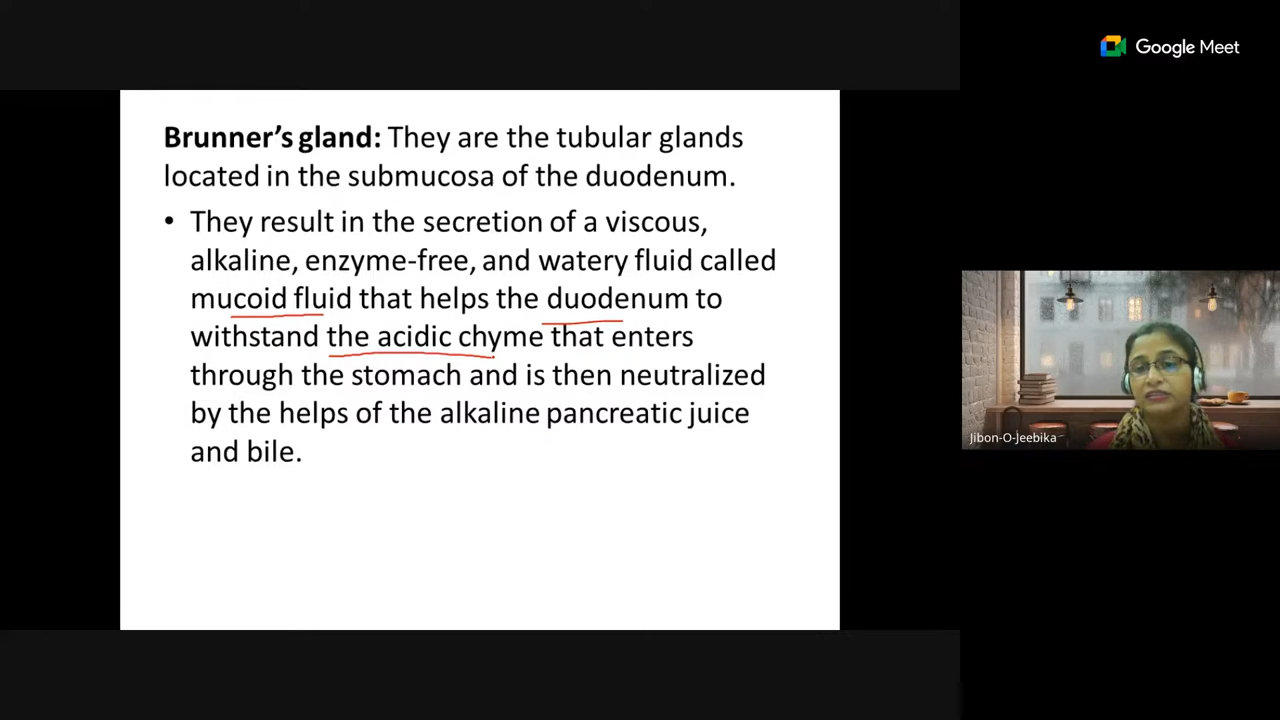 Google Meet
Brunner's gland: They are the tubular glands
located in the submucosa of the duodenum.
• They result in the secretion of a viscous,
alkaline, enzyme-free, and watery fluid called
mucoid fluid that helps the duodenum to
withstand the acidic chyme that enters
through the stomach and is then neutralized
by the helps of the alkaline pancreatic juice
and bile.
Jibon-O-Jeebika